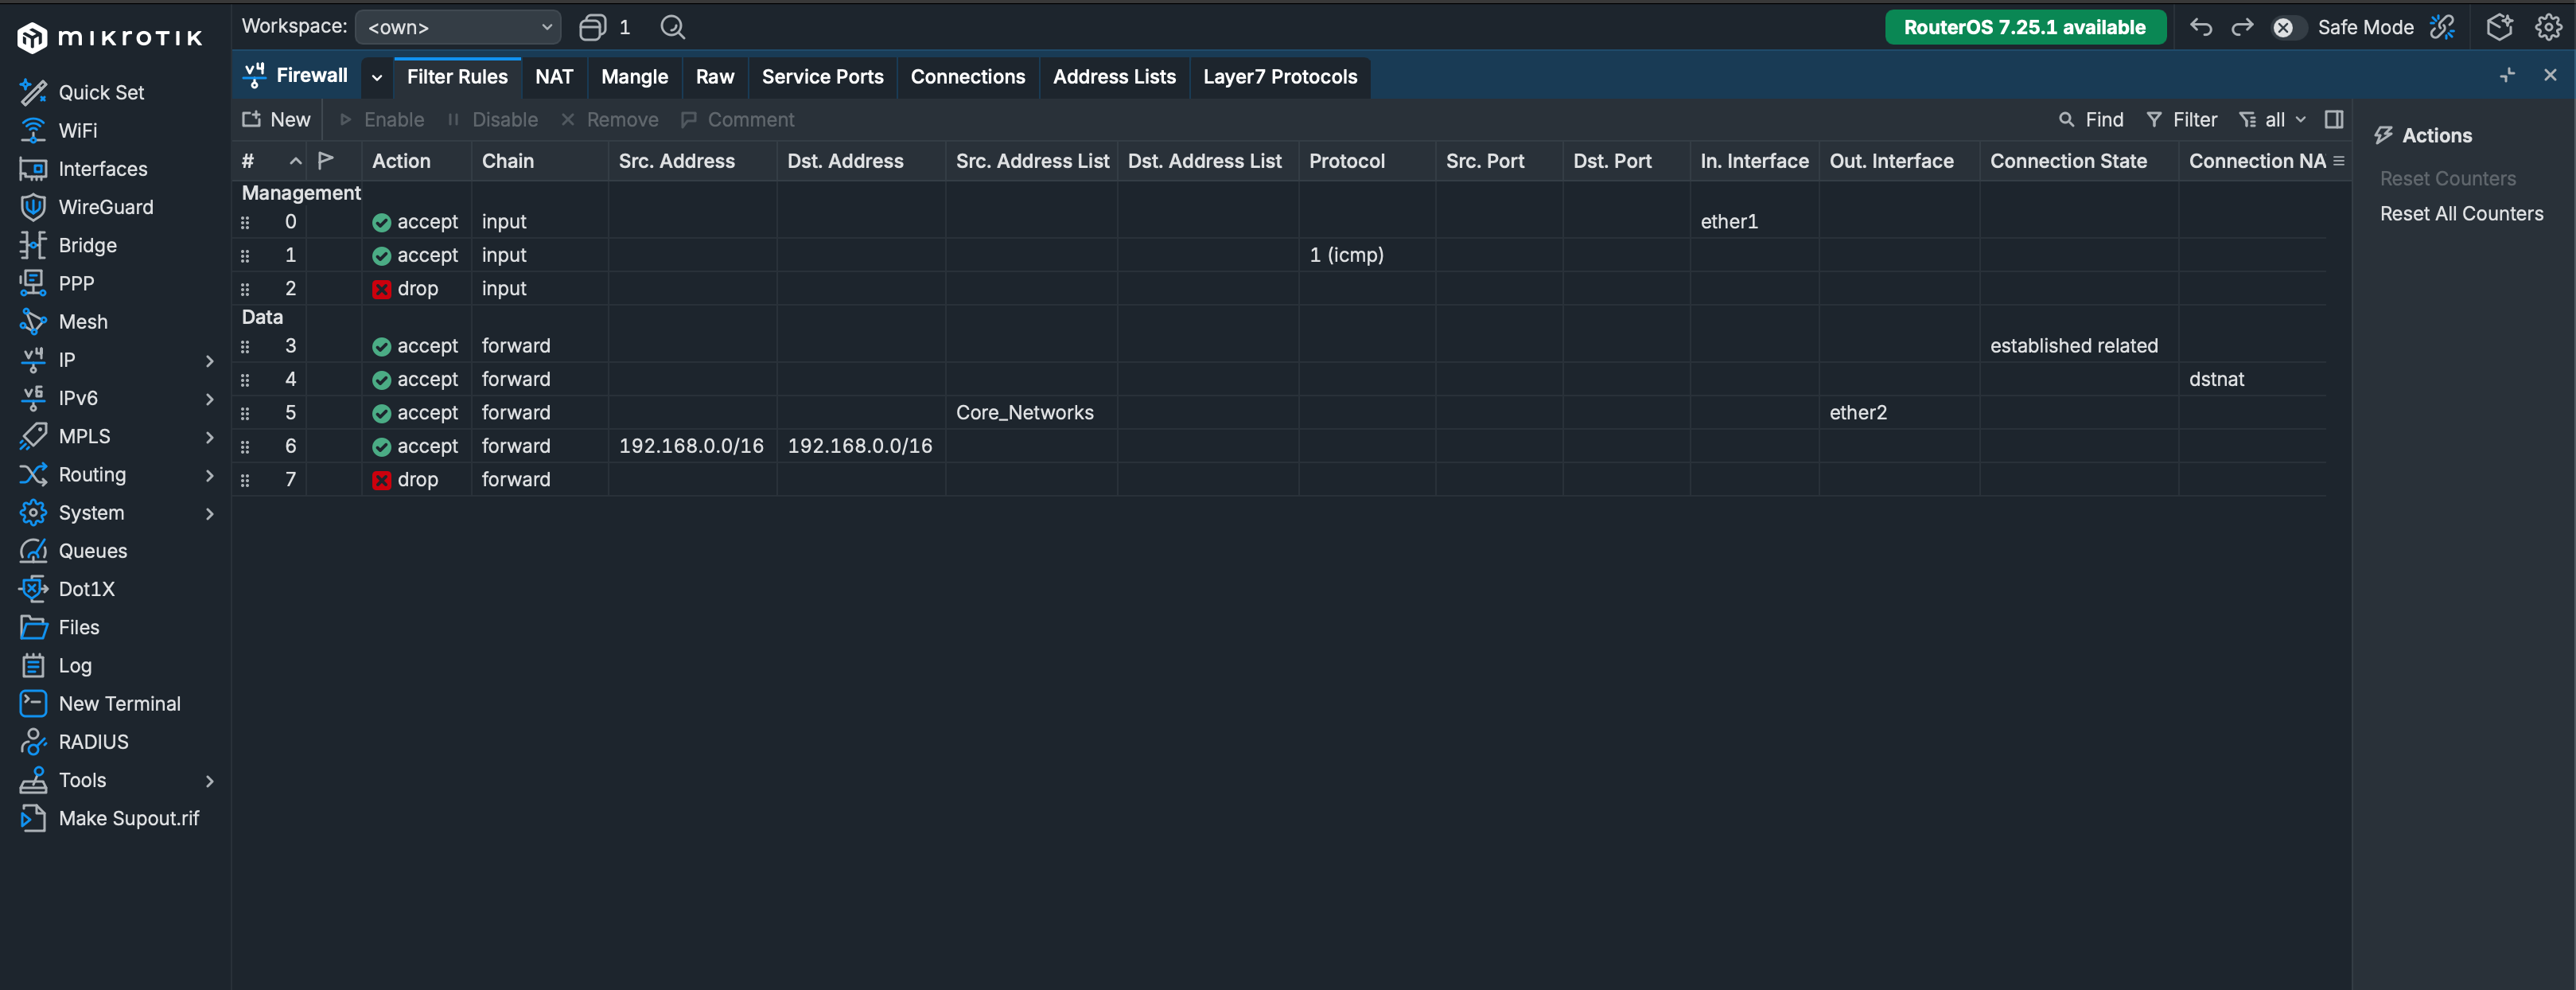 mikrotik
Workspace: <own> 1
RouterOS 7.25.1 available Safe Mode
Quick Set
WiFi
Interfaces
WireGuard
Bridge
PPP
Mesh
v4 IP
v6 IPv6
MPLS
Routing
System
Queues
Dot1X
Files
Log
New Terminal
RADIUS
Tools
Make Supout.rif
v4 Firewall Filter Rules NAT Mangle Raw Service Ports Connections Address Lists Layer7 Protocols
New Enable Disable Remove Comment Find Filter all
# Action Chain Src. Address Dst. Address Src. Address List Dst. Address List Protocol Src. Port Dst. Port In. Interface Out. Interface Connection State Connection NA
Management
0 accept input ether1
1 accept input 1 (icmp)
2 drop input
Data
3 accept forward established related
4 accept forward dstnat
5 accept forward Core_Networks ether2
6 accept forward 192.168.0.0/16 192.168.0.0/16
7 drop forward
Actions
Reset Counters
Reset All Counters